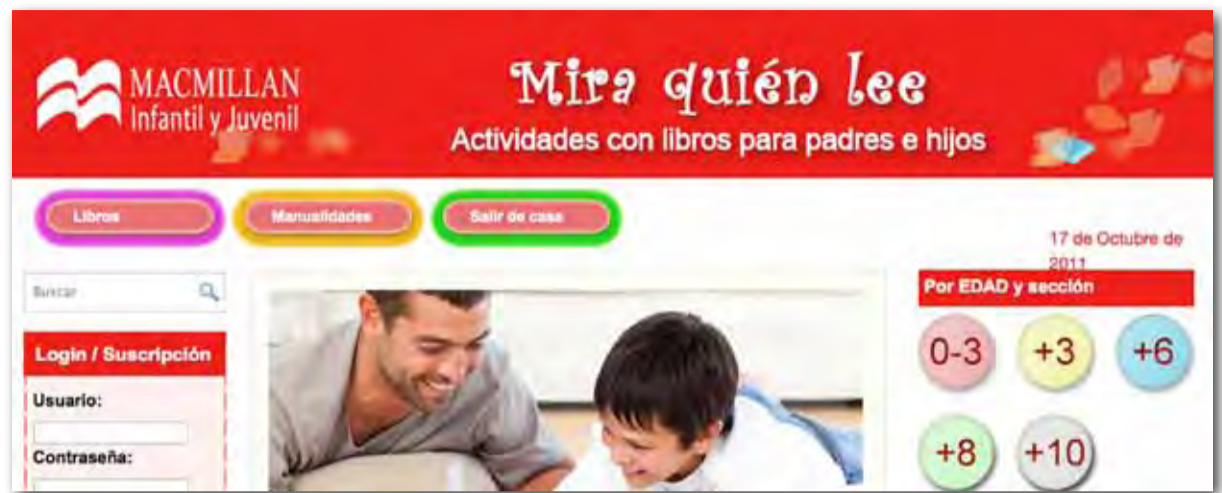 MACMILLAN
Infantil y Juvenil
Mira quién lee
Actividades con libros para padres e hijos
Libros
Manualidades
Salir de casa
17 de Octubre de
2011
Buscar
Login / Suscripción
Usuario:
Contraseña:
Por EDAD y sección
0-3
+3
+6
+8
+10